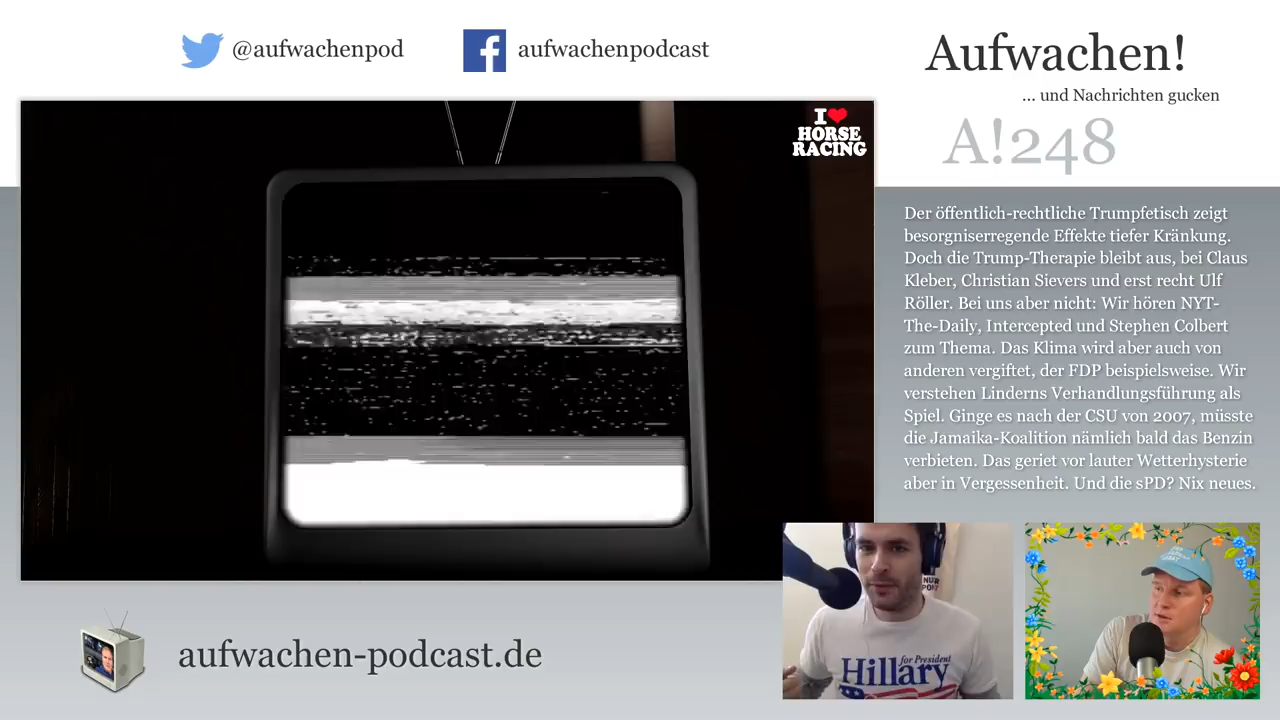 @aufwachenpod
aufwachenpodcast
Aufwachen!
... und Nachrichten gucken
A!248
I
HORSE
RACING
Der öffentlich-rechtliche Trumpfetisch zeigt
besorgniserregende Effekte tiefer Kränkung.
Doch die Trump-Therapie bleibt aus, bei Claus
Kleber, Christian Sievers und erst recht Ulf
Röller. Bei uns aber nicht: Wir hören NYT-
The-Daily, Intercepted und Stephen Colbert
zum Thema. Das Klima wird aber auch von
anderen vergiftet, der FDP beispielsweise. Wir
verstehen Linderns Verhandlungsführung als
Spiel. Ginge es nach der CSU von 2007, müsste
die Jamaika-Koalition nämlich bald das Benzin
verbieten. Das geriet vor lauter Wetterhysterie
aber in Vergessenheit. Und die sPD? Nix neues.
NUR
Hillary
for President
aufwachen-podcast.de